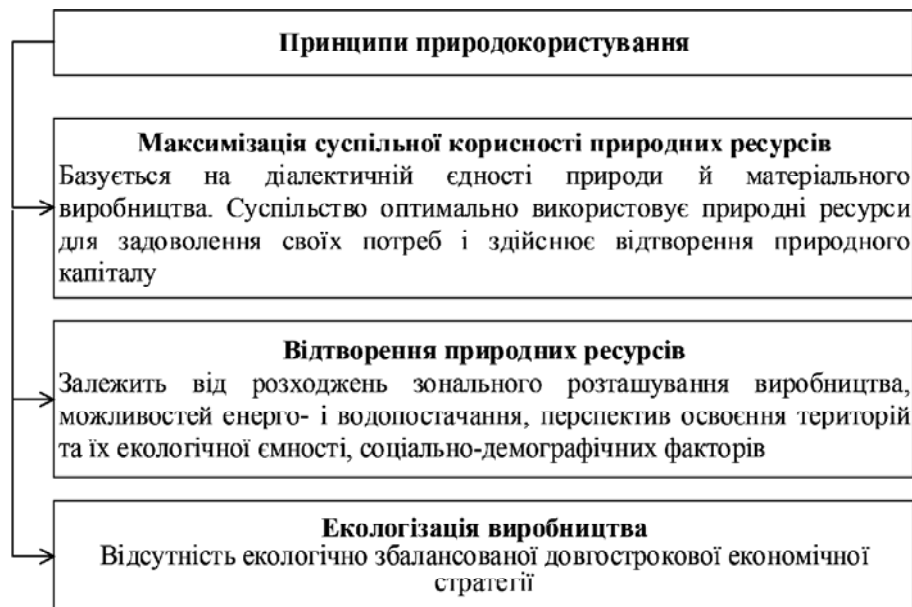 Принципи природокористування
Максимізація суспільної корисності природних ресурсів
Базується на діалектичній єдності природи й матеріального
виробництва. Суспільство оптимально використовує природні ресурси
для задоволення своїх потреб і здійснює відтворення природного
капіталу
Відтворення природних ресурсів
Залежить від розходжень зонального розташування виробництва,
можливостей енерго- і водопостачання, перспектив освоєння територій
та їх екологічної ємності, соціально-демографічних факторів
Екологізація виробництва
Відсутність екологічно збалансованої довгострокової економічної
стратегії